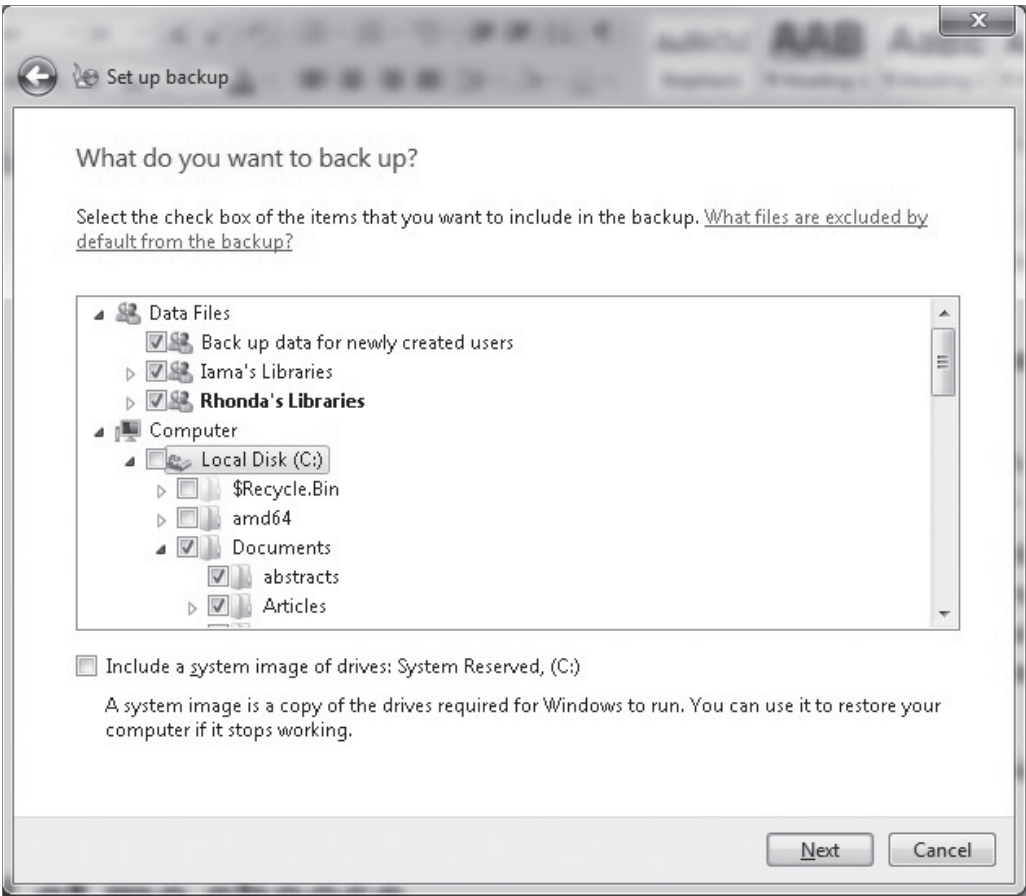 Set up backup
What do you want to back up?
Select the check box of the items that you want to include in the backup. What files are excluded by
default from the backup?
Data Files
Back up data for newly created users
Iama's Libraries
Rhonda's Libraries
Computer
Local Disk (C:)
$Recycle.Bin
amd64
Documents
abstracts
Articles
Include a system image of drives: System Reserved, (C:)
A system image is a copy of the drives required for Windows to run. You can use it to restore your
computer if it stops working.
Next Cancel